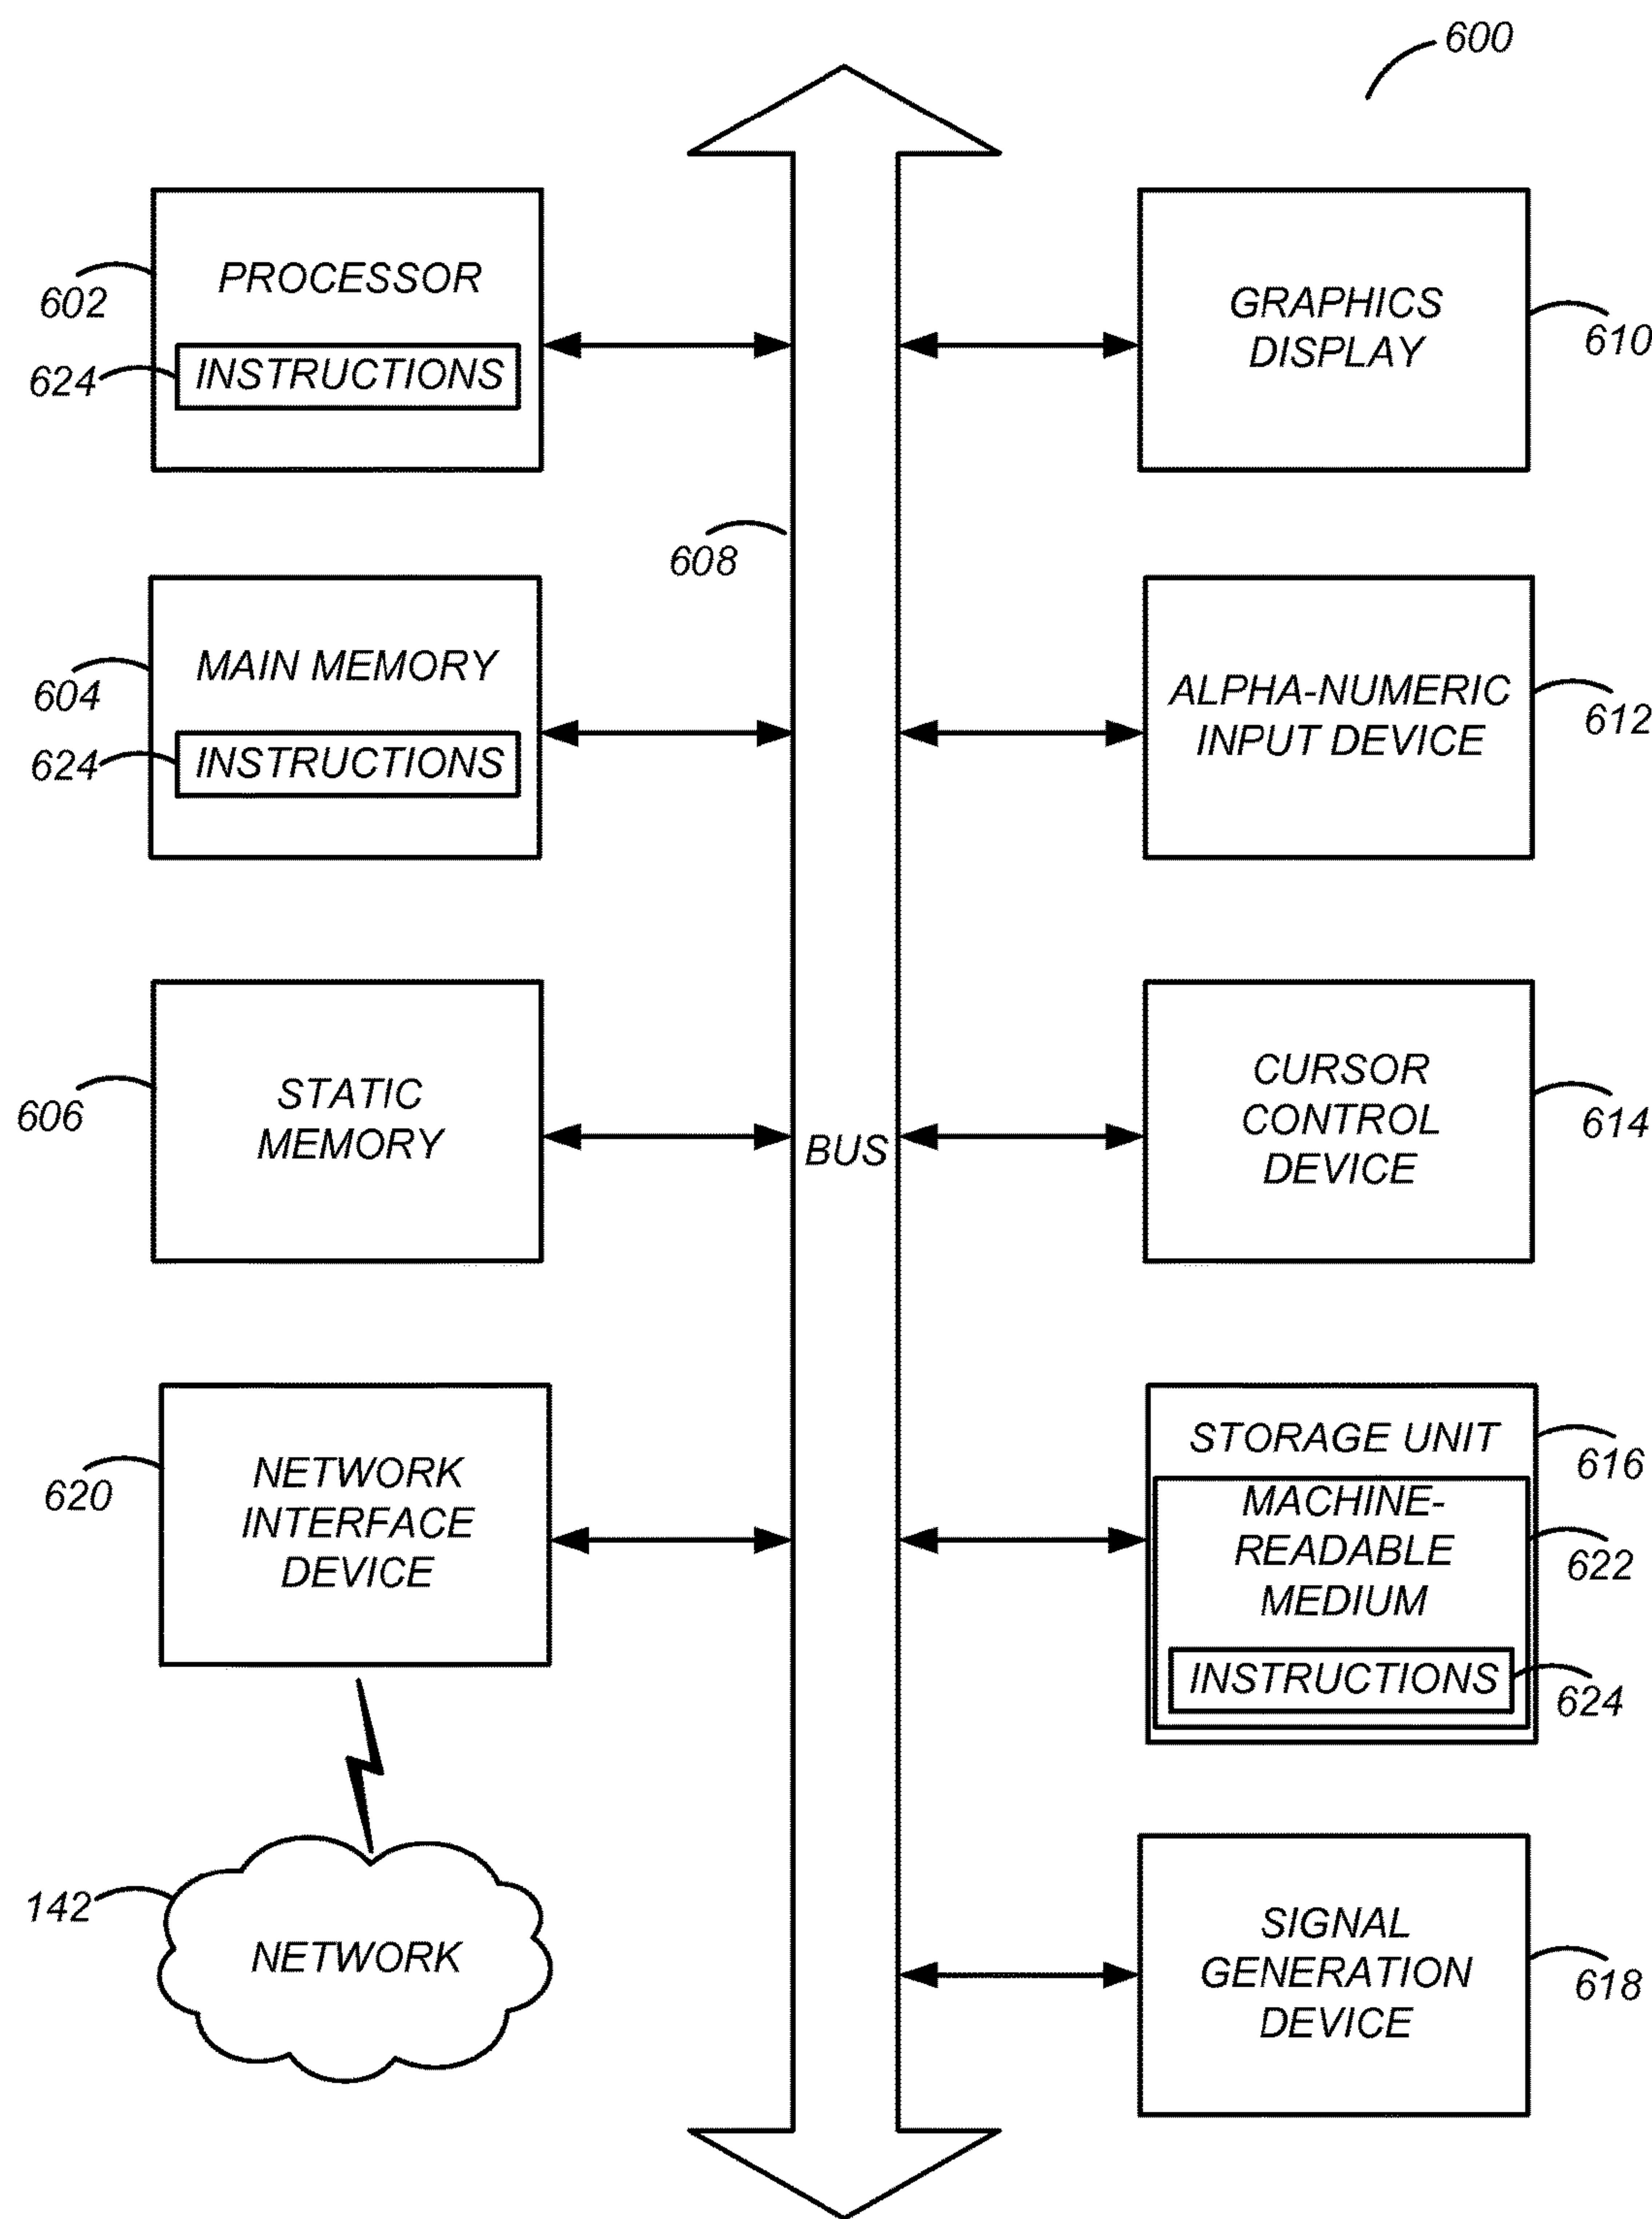 600
PROCESSOR
602
INSTRUCTIONS
624
GRAPHICS
DISPLAY
610
608
MAIN MEMORY
604
INSTRUCTIONS
624
ALPHA-NUMERIC
INPUT DEVICE
612
STATIC
MEMORY
606
BUS
CURSOR
CONTROL
DEVICE
614
NETWORK
INTERFACE
DEVICE
620
STORAGE UNIT
616
MACHINE-
READABLE
MEDIUM
622
INSTRUCTIONS
624
142
NETWORK
SIGNAL
GENERATION
DEVICE
618